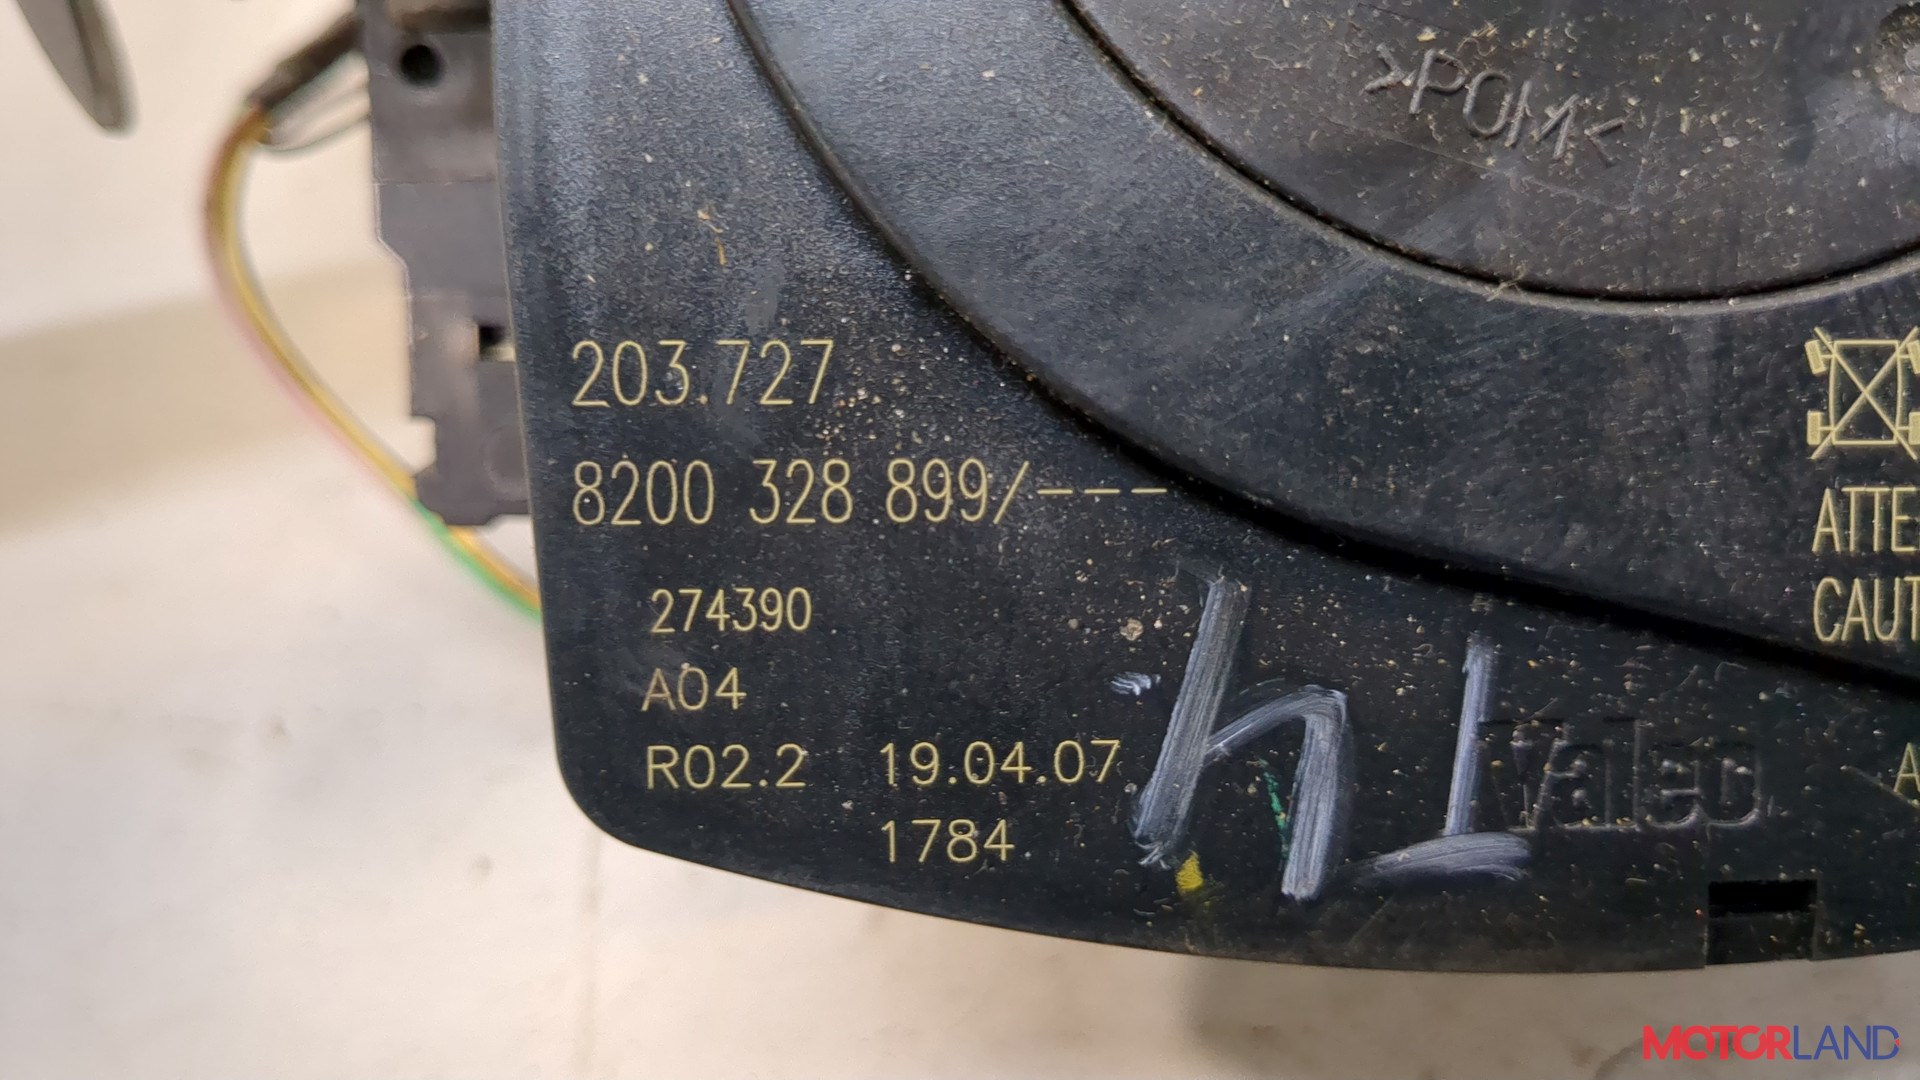 >POM<
203.727
8200 328 899/---
ATTE
CAUT
274390
A04
R02.2 19.04.07
1784
Valeo
A
MOTORLAND